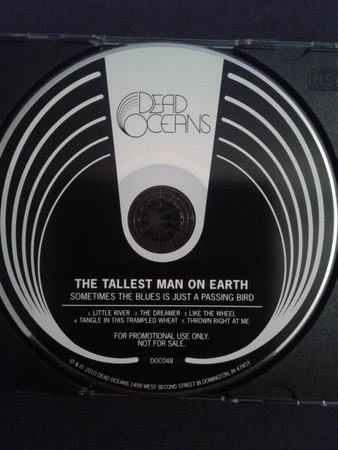 DEAD
OCEANS
THE TALLEST MAN ON EARTH
SOMETIMES THE BLUES IS JUST A PASSING BIRD
1. LITTLE RIVER 2. THE DREAMER 3. LIKE THE WHEEL
4. TANGLE IN THIS TRAMPLED WHEAT 5. THROWN RIGHT AT ME
FOR PROMOTIONAL USE ONLY.
NOT FOR SALE.
DOC048
℗ & © 2010 DEAD OCEANS 1499 WEST SECOND STREET BLOOMINGTON, IN 47403